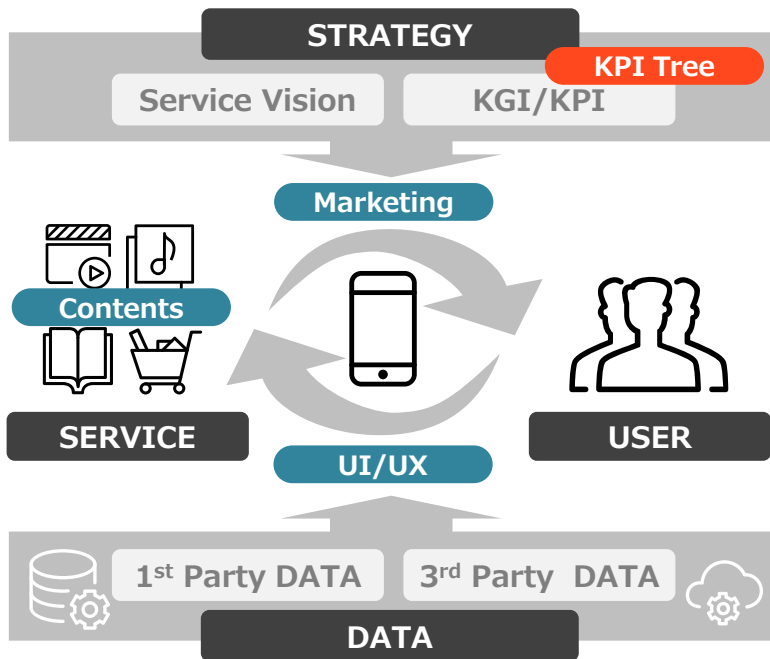 STRATEGY
KPI Tree
Service Vision
KGI/KPI
Marketing
Contents
SERVICE
USER
UI/UX
1st Party DATA
3rd Party DATA
DATA